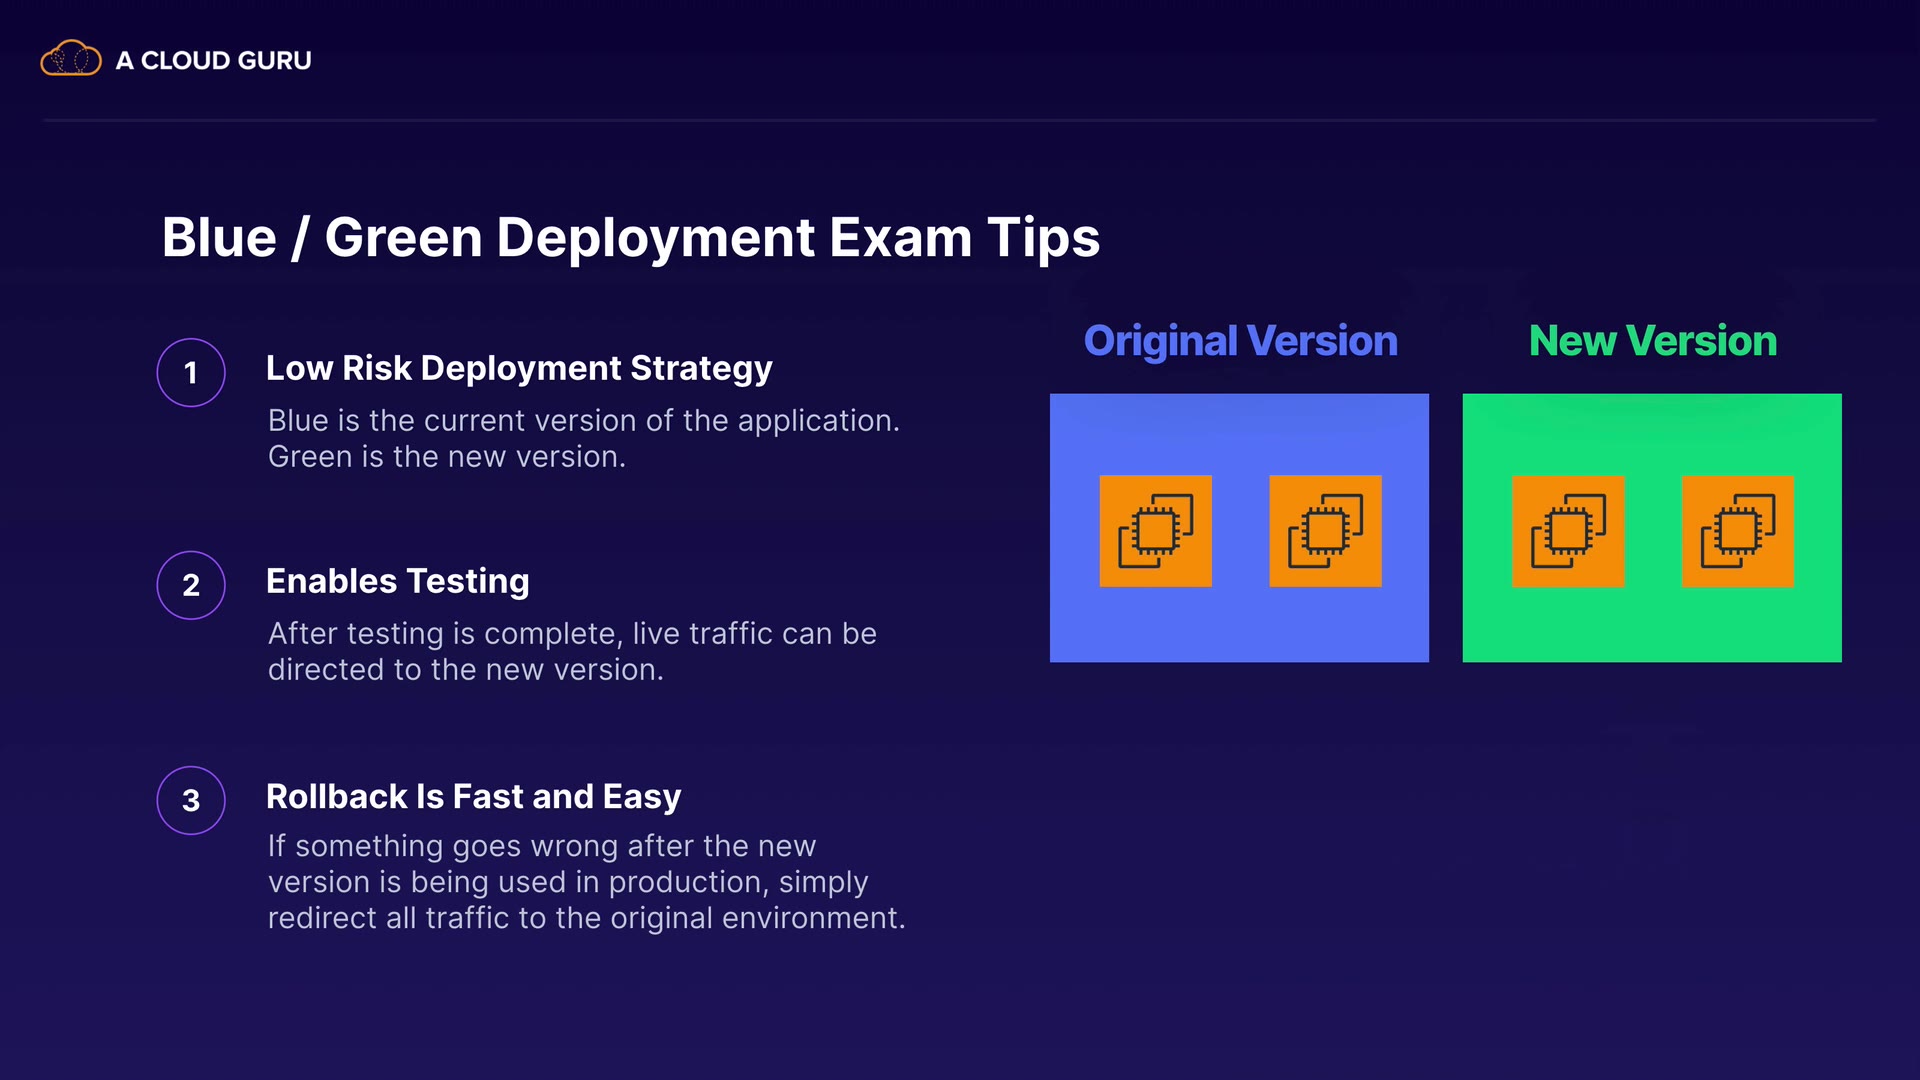 A CLOUD GURU
Blue / Green Deployment Exam Tips
1
Low Risk Deployment Strategy
Blue is the current version of the application.
Green is the new version.
2
Enables Testing
After testing is complete, live traffic can be
directed to the new version.
3
Rollback Is Fast and Easy
If something goes wrong after the new
version is being used in production, simply
redirect all traffic to the original environment.
Original Version
New Version